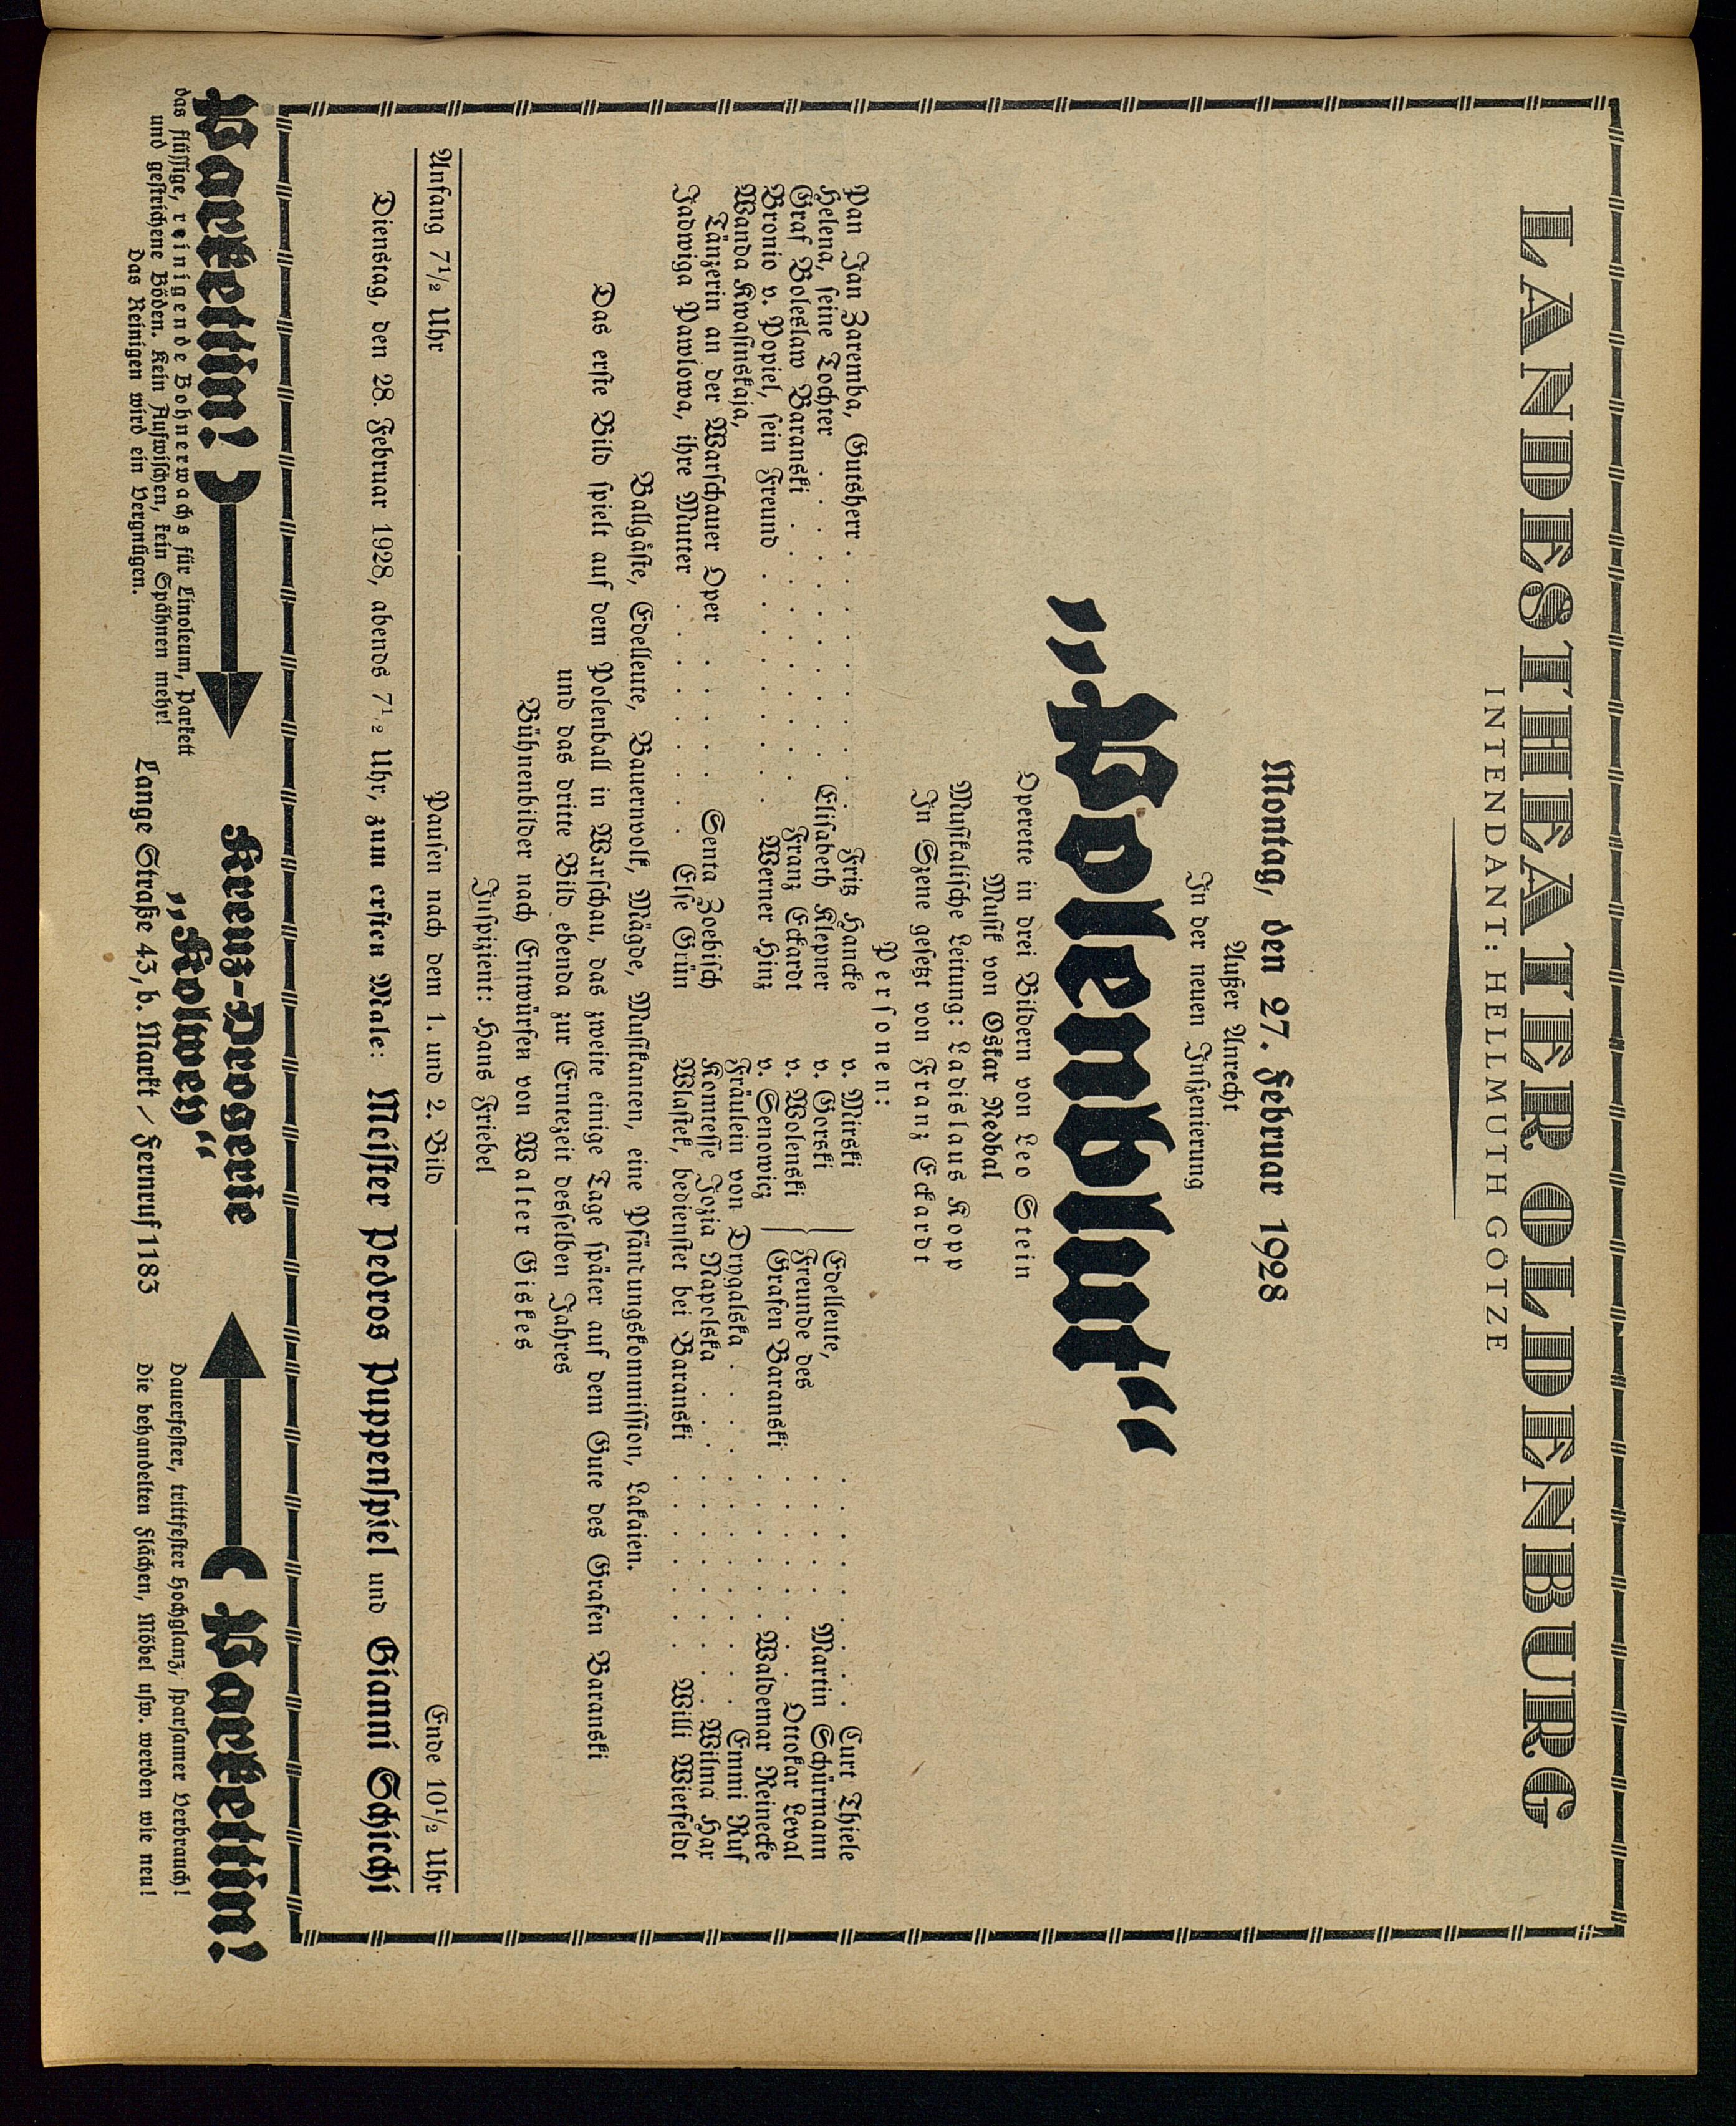 LANDESTHEATER OLDENBURG
INTENDANT: HELLMUTH GÖTZE
Montag, den 27. Februar 1928
Außer Anrecht
In der neuen Inszenierung
„Polenblut“
Operette in drei Bildern von Leo Stein
Musik von Oskar Nedbal
Musikalische Leitung: Ladislaus Kopp
In Szene gesetzt von Franz Eckardt
Personen:
Pan Jan Zaremba, Gutsherr . . . . . . . . . Fritz Hancke
Helena, seine Tochter . . . . . . . . . . . Elisabeth Klepner
Graf Boleslaw Baranski . . . . . . . . . . Franz Eckardt
Bronio v. Popiel, sein Freund . . . . . . . . . Werner Hinz
Wanda Kwasinskaja,
Tänzerin an der Warschauer Oper . . . . . Senta Zoebisch
Jadwiga Pawlowa, ihre Mutter . . . . . . . . . Else Grün
v. Mirski } Edelleute, . . . . . . . . . Curt Thiele
v. Gorski } Freunde des . . . . . . Martin Schürmann
v. Wolenski } Grafen Baranski . . . . . . . . Ottokar Leval
v. Senowicz } . . . . . . Waldemar Reinecke
Fräulein von Drygalska . . . . . . . . . . . . Emmi Ruf
Komtesse Jozia Napolska . . . . . . . . . . . Wilma Har
Wlastek, bedienstet bei Baranski . . . . . . . Willi Wietfeldt
Ballgäste, Edelleute, Bauernvolk, Mägde, Musikanten, eine Pfändungskommission, Lakaien.
Das erste Bild spielt auf dem Polenball in Warschau, das zweite einige Tage später auf dem Gute des Grafen Baranski
und das dritte Bild ebenda zur Erntezeit desselben Jahres
Bühnenbilder nach Entwürfen von Walter Giskes
Inspizient: Hans Friebel
Anfang 7½ Uhr Pausen nach dem 1. und 2. Bild Ende 10½ Uhr
Dienstag, den 28. Februar 1928, abends 7½ Uhr, zum ersten Male: Meister Pedros Puppenspiel und Gianni Schicchi
Parkettin!
das flüssige, reinigende Bohnerwachs für Linoleum, Parkett
und gestrichene Böden. Kein Aufwischen, kein Spähnen mehr!
Das Reinigen wird ein Vergnügen.
Kreuz-Drogerie
„Kolwey“
Lange Straße 43, b. Markt / Fernruf 1183
Parkettin!
Dauerfester, trittfester Hochglanz, sparsamer Verbrauch!
Die behandelten Flächen, Möbel usw. werden wie neu!